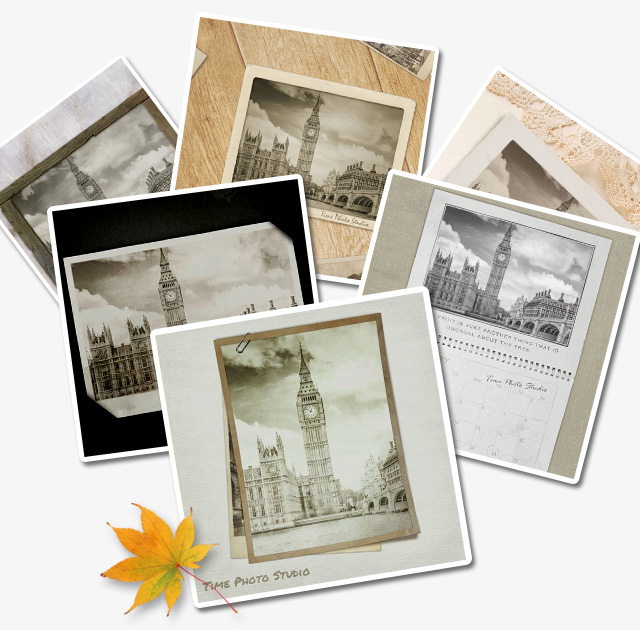 Time Photo Studio
FRUIT IS JUST ANOTHER THING THAT IS
UNUSUAL ABOUT THE TREE
Time Photo Studio
Time Photo Studio